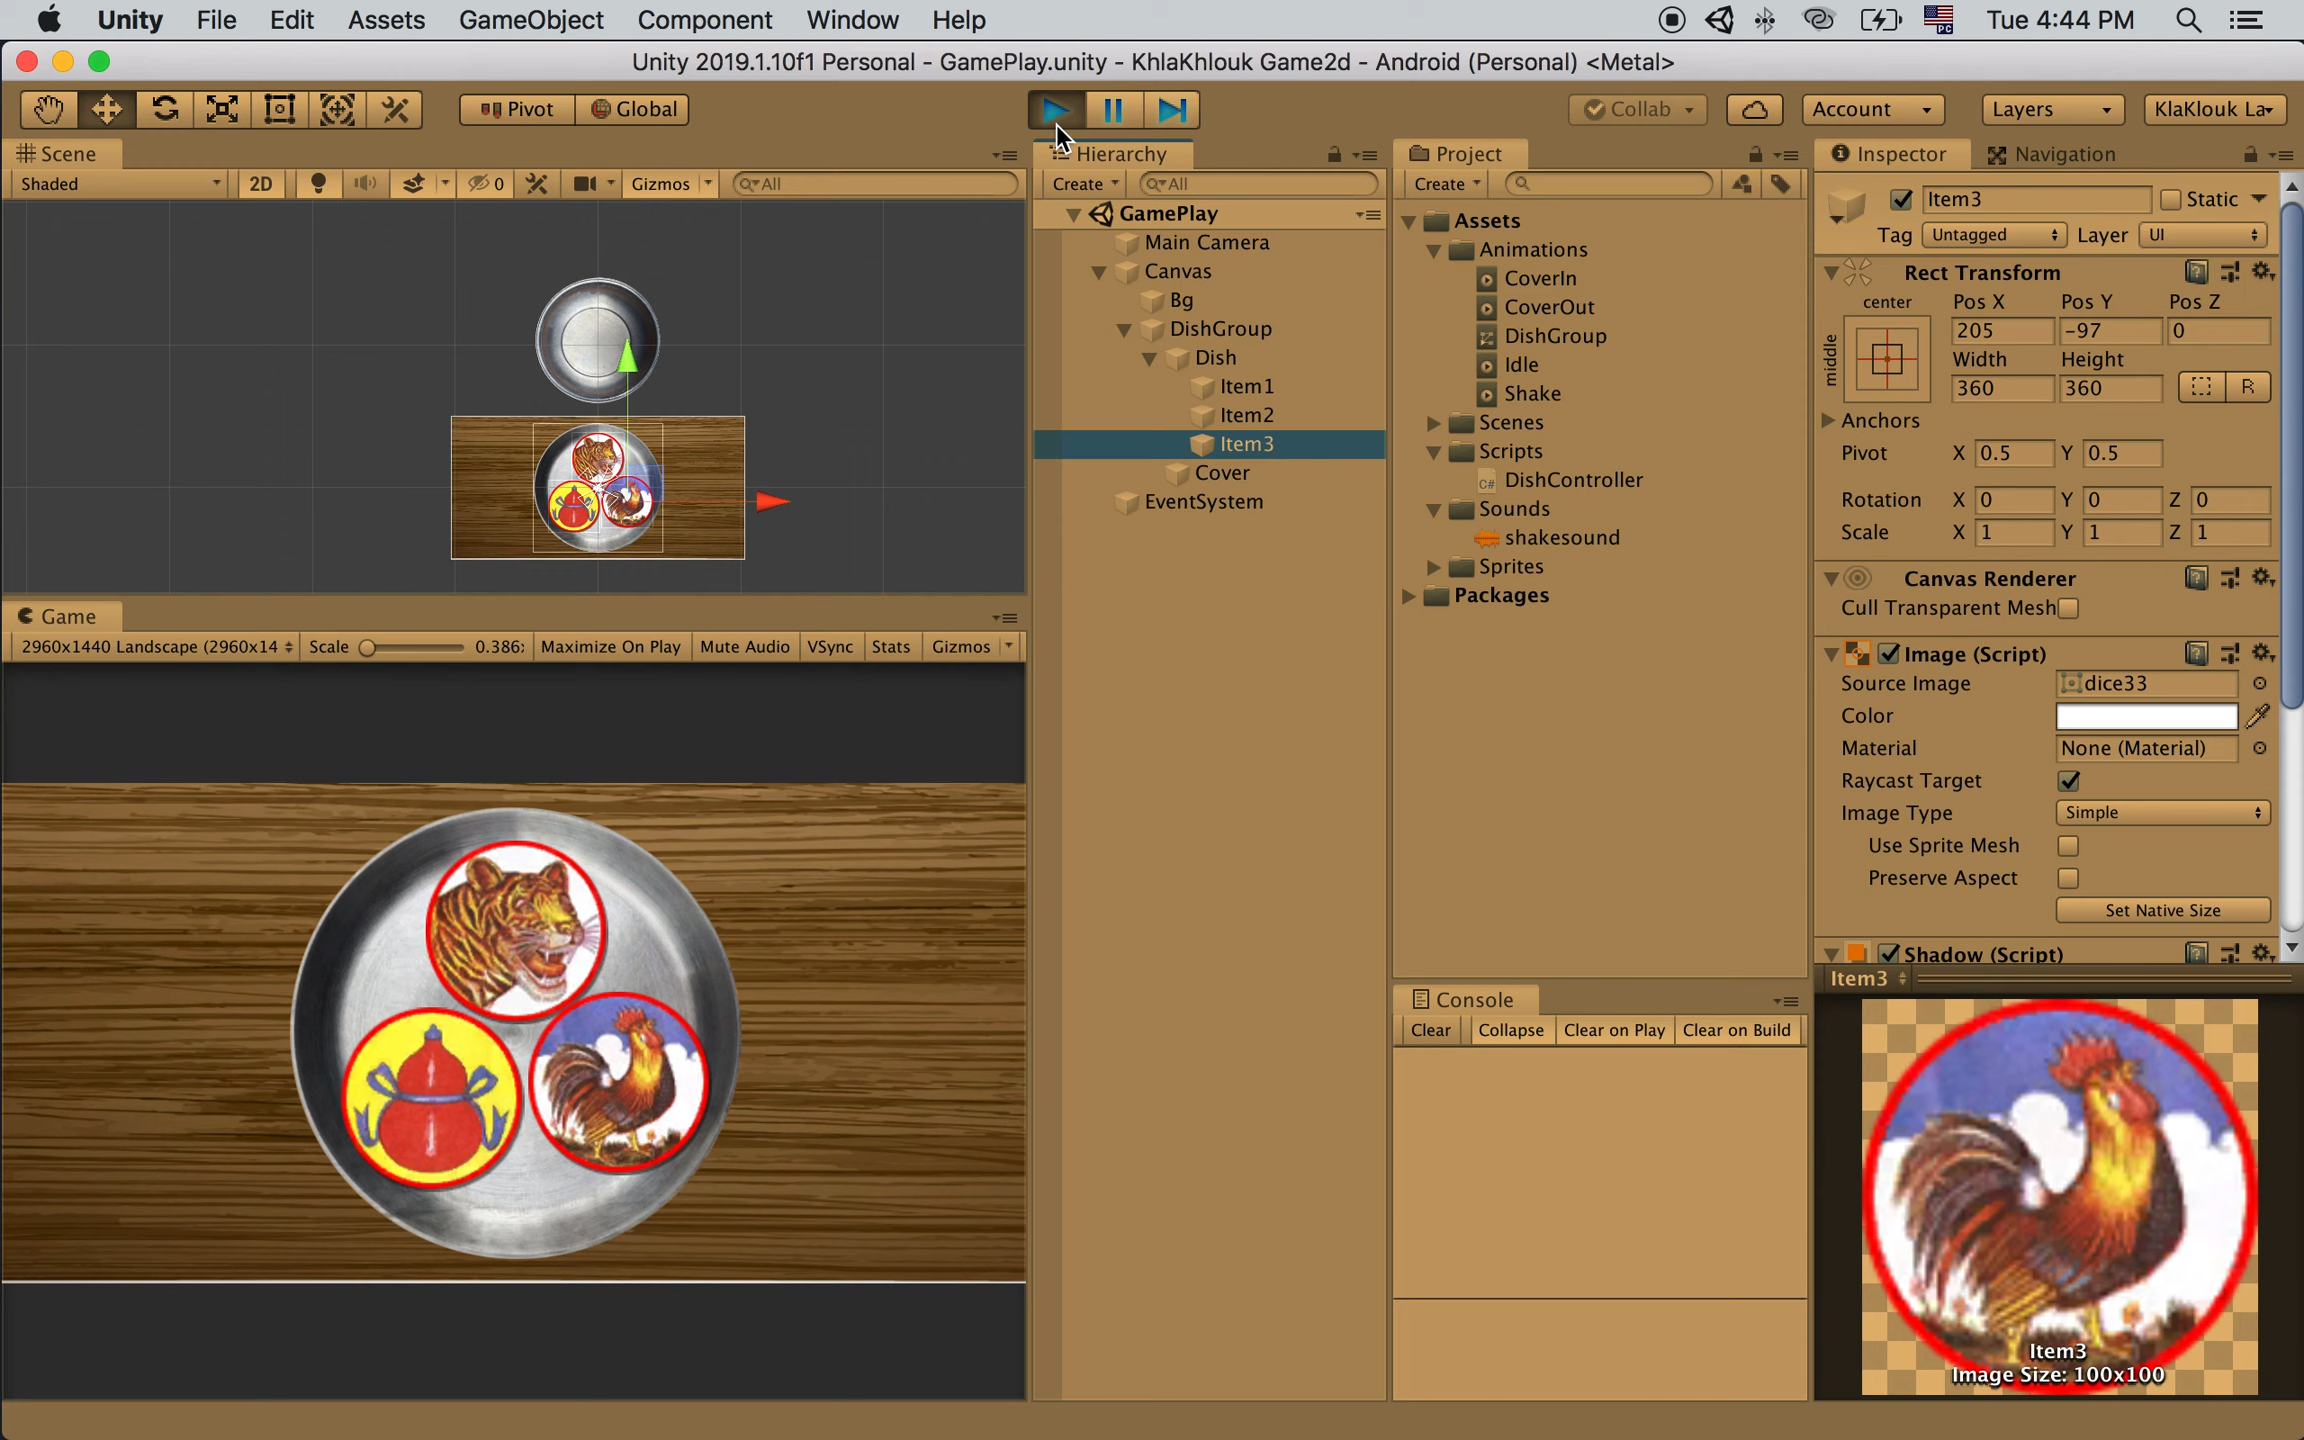 Unity File Edit Assets GameObject Component Window Help Tue 4:44 PM
Unity 2019.1.10f1 Personal - GamePlay.unity - KhlaKhlouk Game2d - Android (Personal) <Metal>
Pivot Global Collab Account Layers KlaKlouk La
Scene
Shaded 2D 0 Gizmos All
Game
2960x1440 Landscape (2960x14 Scale 0.386: Maximize On Play Mute Audio VSync Stats Gizmos
Hierarchy
Create All
GamePlay
Main Camera
Canvas
Bg
DishGroup
Dish
Item1
Item2
Item3
Cover
EventSystem
Project
Create
Assets
Animations
CoverIn
CoverOut
DishGroup
Idle
Shake
Scenes
Scripts
C# DishController
Sounds
shakesound
Sprites
Packages
Console
Clear Collapse Clear on Play Clear on Build
Inspector Navigation
Item3 Static
Tag Untagged Layer UI
Rect Transform
center Pos X Pos Y Pos Z
middle 205 -97 0
Width Height
360 360 R
Anchors
Pivot X 0.5 Y 0.5
Rotation X 0 Y 0 Z 0
Scale X 1 Y 1 Z 1
Canvas Renderer
Cull Transparent Mesh
Image (Script)
Source Image dice33
Color
Material None (Material)
Raycast Target
Image Type Simple
Use Sprite Mesh
Preserve Aspect
Set Native Size
Shadow (Script)
Item3
Item3
Image Size: 100x100